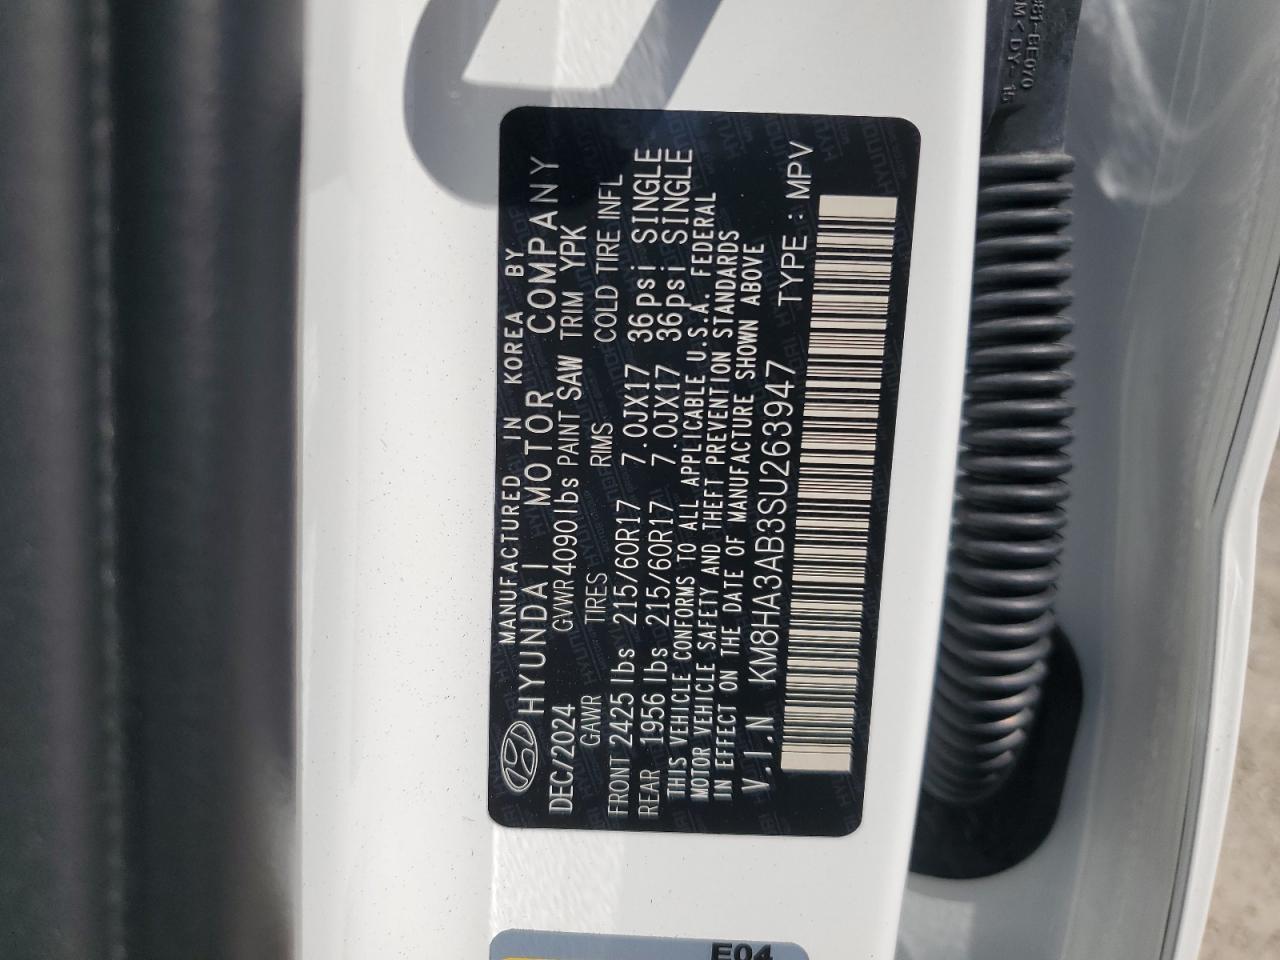 MANUFACTURED IN KOREA BY
HYUNDAI MOTOR COMPANY
DEC/2024 GVWR 4090lbs PAINT SAW TRIM YPK
GAWR TIRES RIMS COLD TIRE INFL
FRONT 2425 lbs 215/60R17 7.0JX17 36psi SINGLE
REAR 1956 lbs 215/60R17 7.0JX17 36psi SINGLE
THIS VEHICLE CONFORMS TO ALL APPLICABLE U.S.A. FEDERAL
MOTOR VEHICLE SAFETY AND THEFT PREVENTION STANDARDS
IN EFFECT ON THE DATE OF MANUFACTURE SHOWN ABOVE
V.I.N KM8HA3AB3SU263947 TYPE : MPV
E04